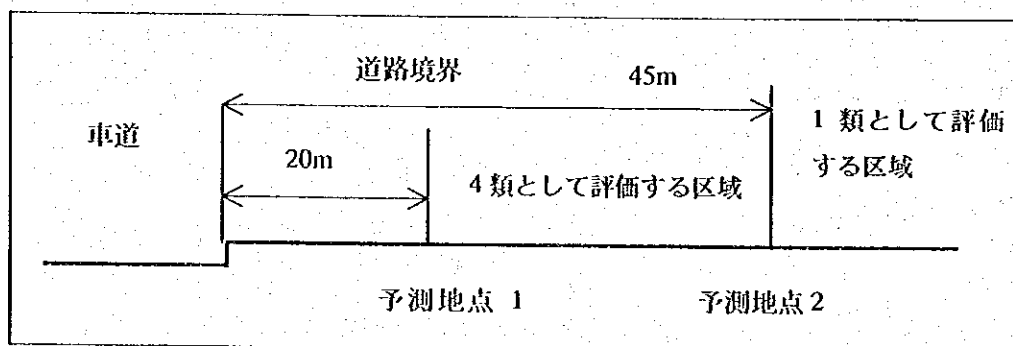 道路境界
45m
車道
1 類として評価
する区域
20m
4類として評価する区域
予測地点 1
予測地点 2